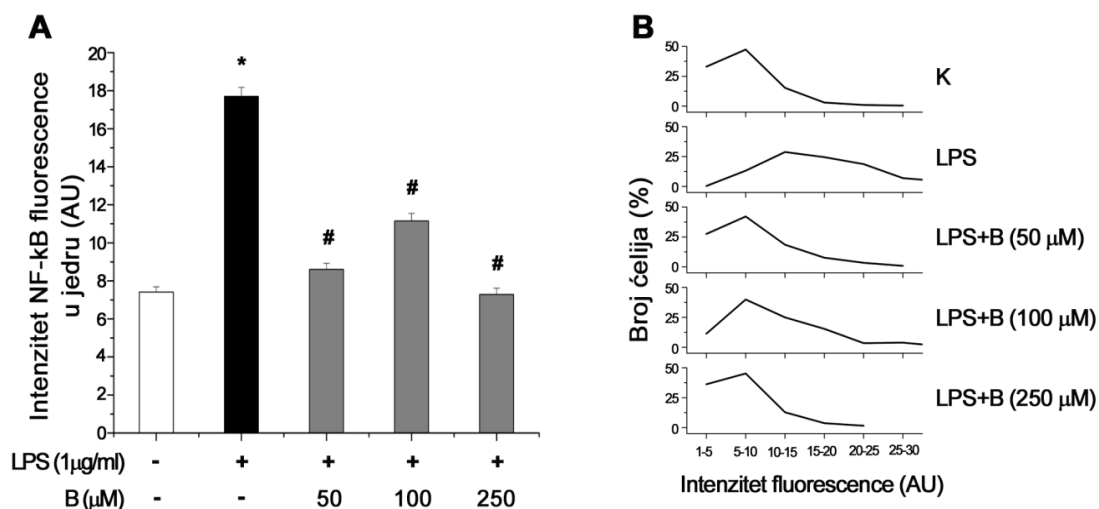 A
Intenzitet NF-kB fluorescence
u jedru (AU)
20
18
16
14
12
10
8
6
4
2
0
*
#
#
#
LPS (1µg/ml) - + + + +
B (µM) - - 50 100 250
B
Broj ćelija (%)
50
25
0
K
50
25
0
LPS
50
25
0
LPS+B (50 µM)
50
25
0
LPS+B (100 µM)
50
25
0
LPS+B (250 µM)
1-5 5-10 10-15 15-20 20-25 25-30
Intenzitet fluorescence (AU)